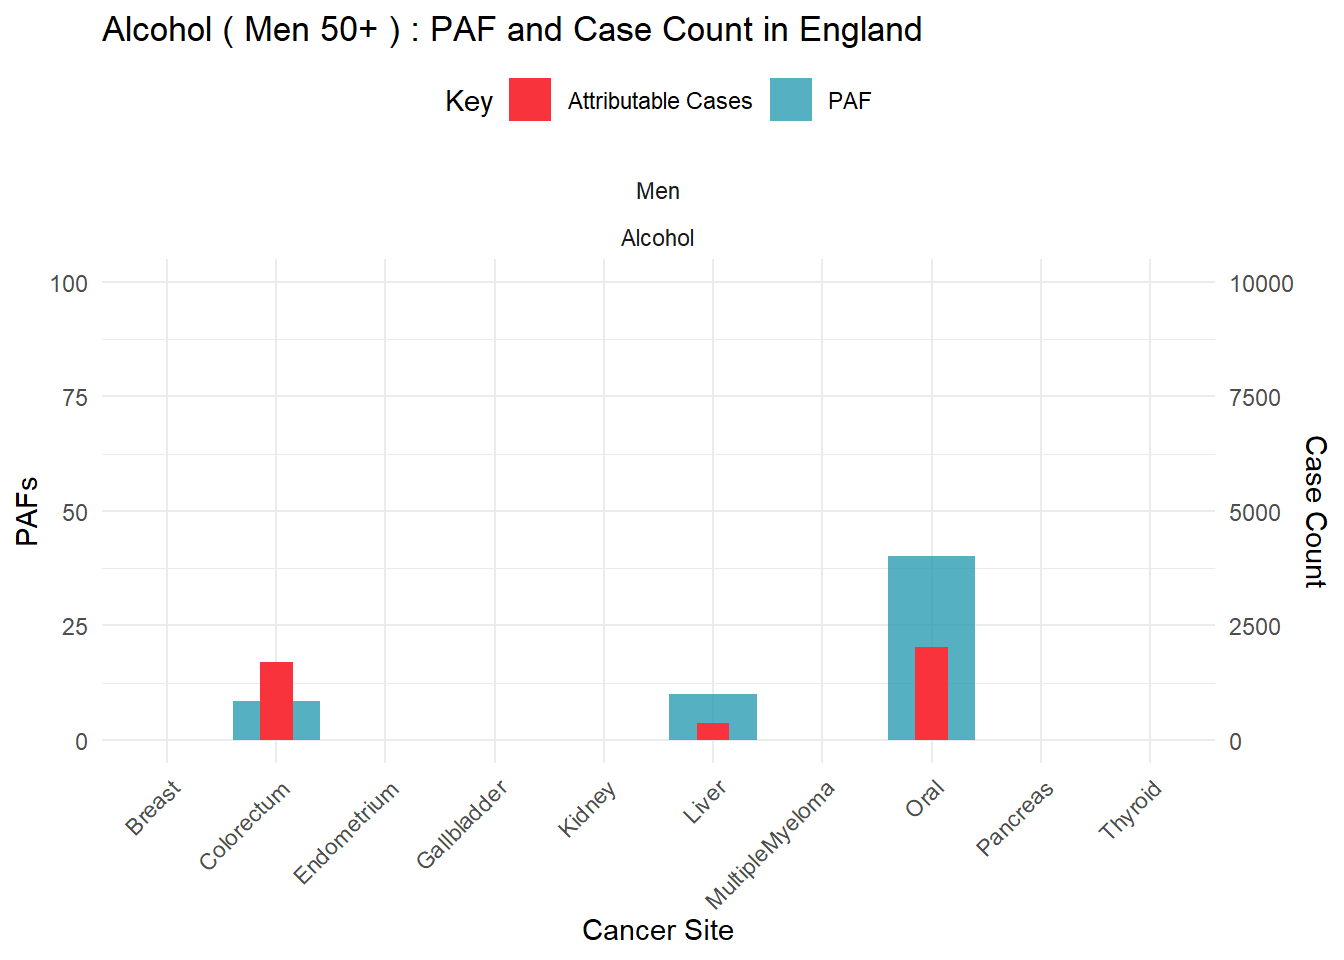 Alcohol ( Men 50+ ) : PAF and Case Count in England
Key Attributable Cases PAF
Men
Alcohol
100
75
50
25
0
PAFs
10000
7500
5000
2500
0
Case Count
Breast
Colorectum
Endometrium
Gallbladder
Kidney
Liver
MultipleMyeloma
Oral
Pancreas
Thyroid
Cancer Site